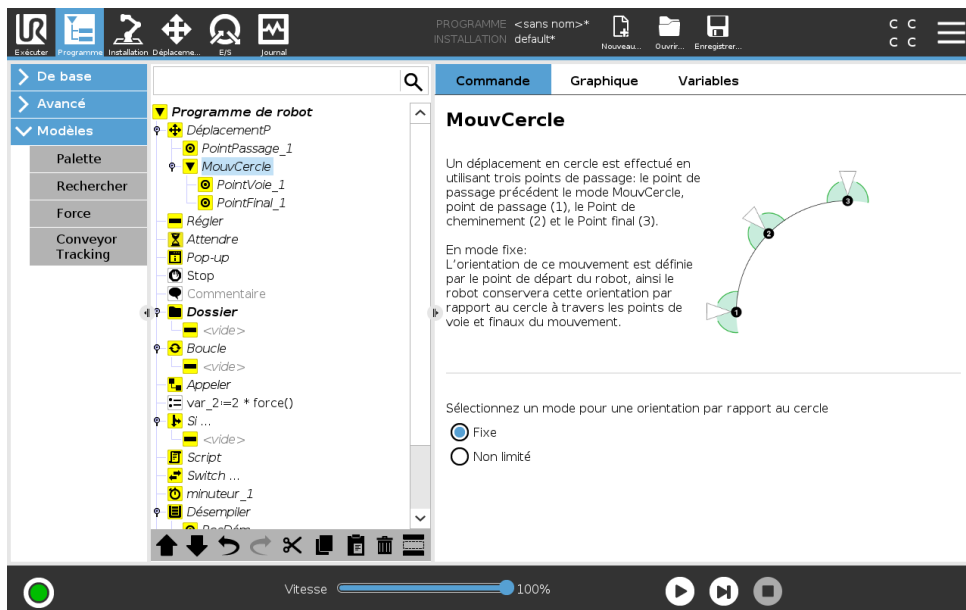 UR
PROGRAMME <sans nom>*
INSTALLATION default*
Exécuter
Programme
Installation
Déplaceme...
E/S
Journal
Nouveau...
Ouvrir...
Enregistrer...
C C
C C
De base
Avancé
Modèles
Palette
Rechercher
Force
Conveyor
Tracking
Programme de robot
DéplacementP
PointPassage_1
MouvCercle
PointVoie_1
PointFinal_1
Régler
Attendre
Pop-up
Stop
Commentaire
Dossier
<vide>
Boucle
<vide>
Appeler
var_2:=2 * force()
Si ...
<vide>
Script
Switch ...
minuteur_1
Désempiler
Commande
Graphique
Variables
MouvCercle
Un déplacement en cercle est effectué en
utilisant trois points de passage: le point de
passage précédent le mode MouvCercle,
point de passage (1), le Point de
cheminement (2) et le Point final (3).
En mode fixe:
L'orientation de ce mouvement est définie
par le point de départ du robot, ainsi le
robot conservera cette orientation par
rapport au cercle à travers les points de
voie et finaux du mouvement.
3
2
1
Sélectionnez un mode pour une orientation par rapport au cercle
Fixe
Non limité
Vitesse
100%